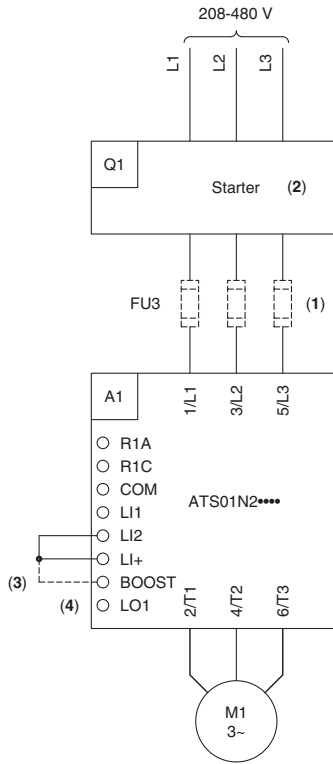 208-480 V
L1
L2
L3
Q1
Starter (2)
FU3
(1)
A1
1/L1
3/L2
5/L3
R1A
R1C
COM
ATS01N2••••
LI1
LI2
LI+
(3)
BOOST
(4)
LO1
2/T1
4/T2
6/T3
M1
3~